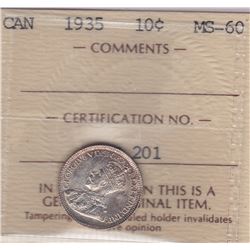 CAN 1935 10¢ MS-60
— COMMENTS —
— CERTIFICATION NO. —
201
IN N THIS IS A
GE INAL ITEM.
Tampering led holder invalidates
opinion